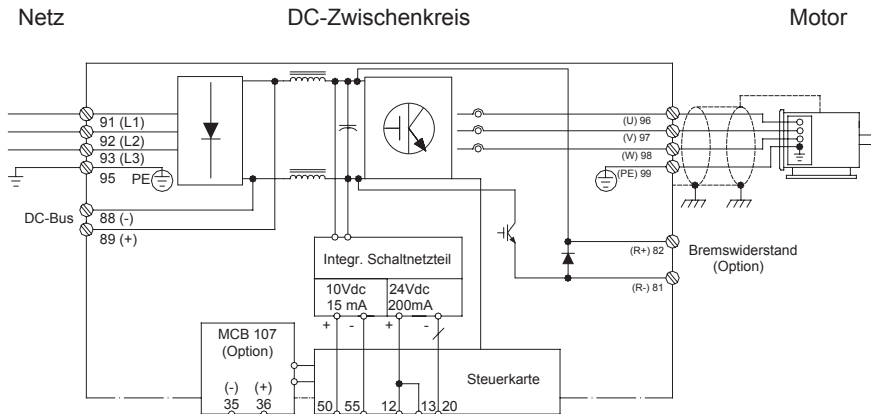 Netz DC-Zwischenkreis Motor
91 (L1)
92 (L2)
93 (L3)
95 PE
88 (-)
DC-Bus
89 (+)
(U) 96
(V) 97
(W) 98
(PE) 99
(R+) 82
Bremswiderstand
(Option)
(R-) 81
Integr. Schaltnetzteil
10Vdc 24Vdc
15 mA 200mA
+ - + -
MCB 107
(Option)
Steuerkarte
(-) (+)
35 36 50 55 12 13 20